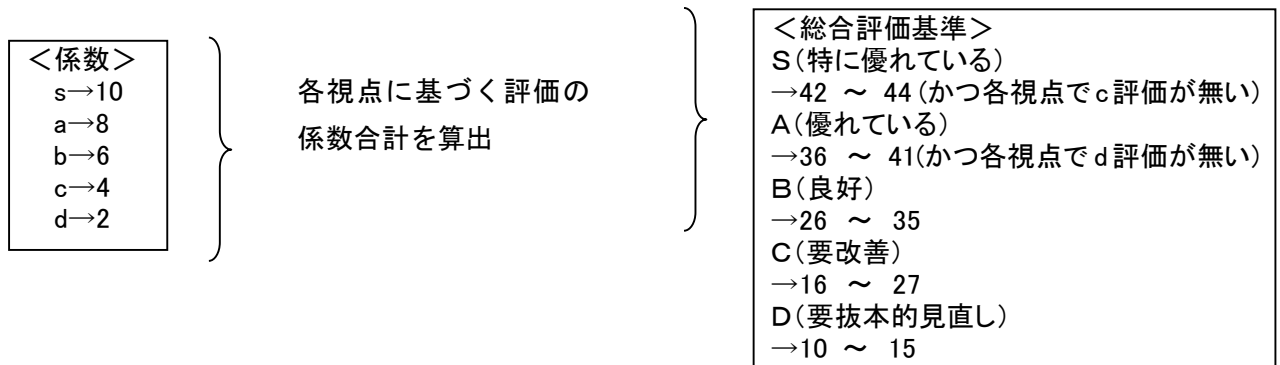 ＜係数＞
s→10
a→8
b→6
c→4
d→2
各視点に基づく評価の
係数合計を算出
＜総合評価基準＞
S（特に優れている）
→42 ～ 44（かつ各視点でc評価が無い）
A（優れている）
→36 ～ 41（かつ各視点でd評価が無い）
B（良好）
→26 ～ 35
C（要改善）
→16 ～ 27
D（要抜本的見直し）
→10 ～ 15